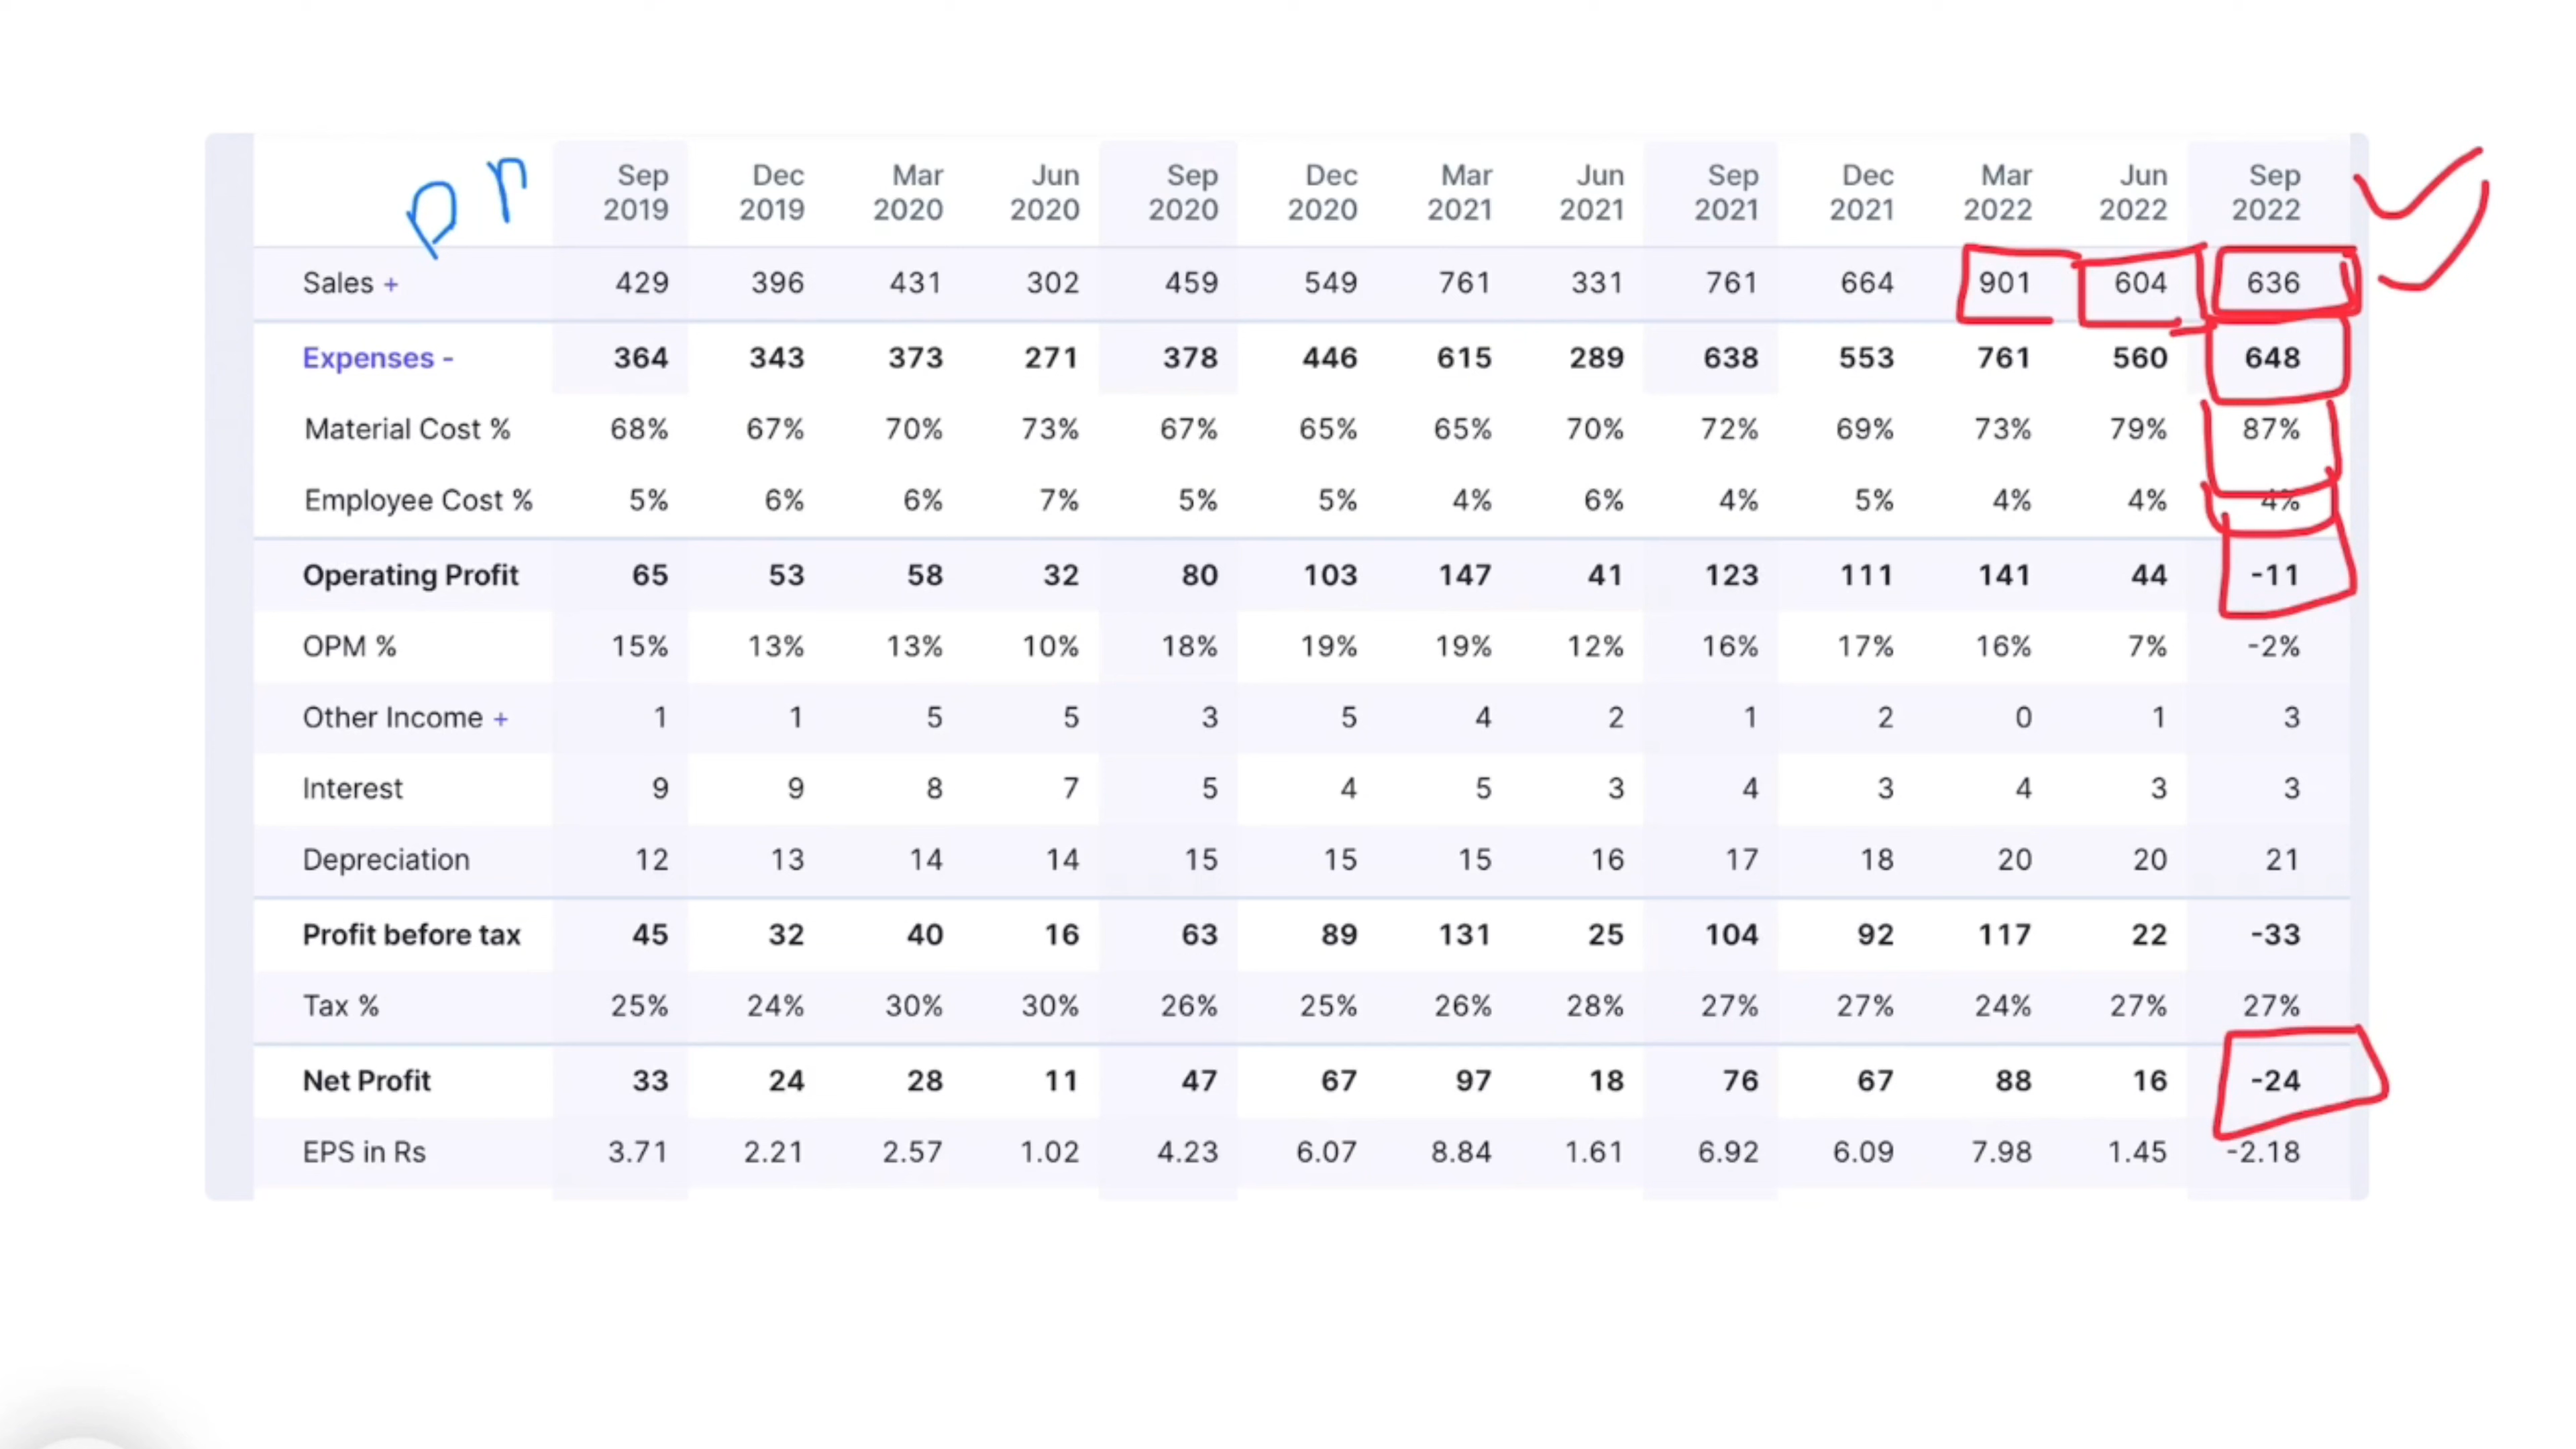 Sep 2019 Dec 2019 Mar 2020 Jun 2020 Sep 2020 Dec 2020 Mar 2021 Jun 2021 Sep 2021 Dec 2021 Mar 2022 Jun 2022 Sep 2022
Sales + 429 396 431 302 459 549 761 331 761 664 901 604 636
Expenses - 364 343 373 271 378 446 615 289 638 553 761 560 648
Material Cost % 68% 67% 70% 73% 67% 65% 65% 70% 72% 69% 73% 79% 87%
Employee Cost % 5% 6% 6% 7% 5% 5% 4% 6% 4% 5% 4% 4% 4%
Operating Profit 65 53 58 32 80 103 147 41 123 111 141 44 -11
OPM % 15% 13% 13% 10% 18% 19% 19% 12% 16% 17% 16% 7% -2%
Other Income + 1 1 5 5 3 5 4 2 1 2 0 1 3
Interest 9 9 8 7 5 4 5 3 4 3 4 3 3
Depreciation 12 13 14 14 15 15 15 16 17 18 20 20 21
Profit before tax 45 32 40 16 63 89 131 25 104 92 117 22 -33
Tax % 25% 24% 30% 30% 26% 25% 26% 28% 27% 27% 24% 27% 27%
Net Profit 33 24 28 11 47 67 97 18 76 67 88 16 -24
EPS in Rs 3.71 2.21 2.57 1.02 4.23 6.07 8.84 1.61 6.92 6.09 7.98 1.45 -2.18